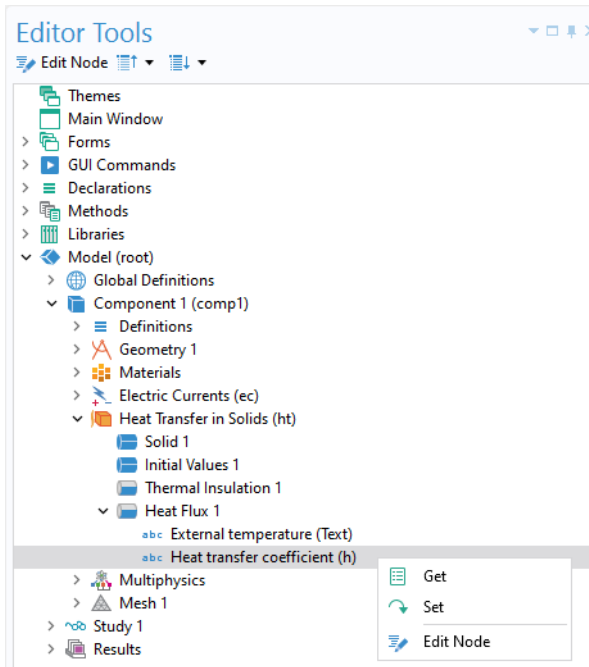 Editor Tools
Edit Node
Themes
Main Window
Forms
GUI Commands
Declarations
Methods
Libraries
Model (root)
Global Definitions
Component 1 (comp1)
Definitions
Geometry 1
Materials
Electric Currents (ec)
Heat Transfer in Solids (ht)
Solid 1
Initial Values 1
Thermal Insulation 1
Heat Flux 1
abc External temperature (Text)
abc Heat transfer coefficient (h)
Get
Set
Edit Node
Multiphysics
Mesh 1
Study 1
Results